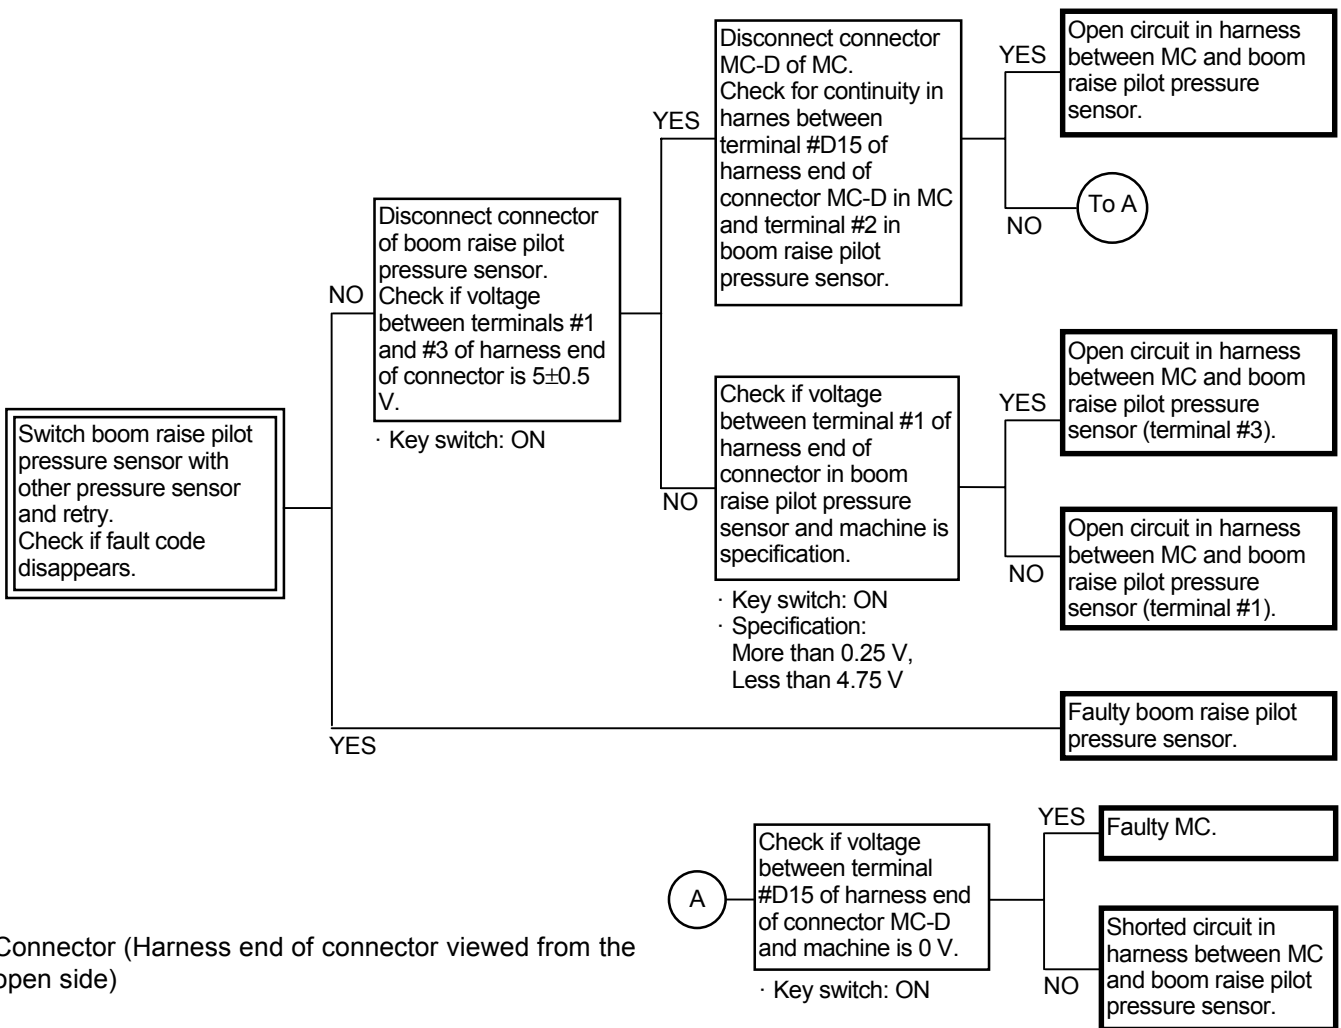 Switch boom raise pilot
pressure sensor with
other pressure sensor
and retry.
Check if fault code
disappears.
NO
Disconnect connector
of boom raise pilot
pressure sensor.
Check if voltage
between terminals #1
and #3 of harness end
of connector is 5±0.5
V.
· Key switch: ON
YES
Disconnect connector
MC-D of MC.
Check for continuity in
harnes between
terminal #D15 of
harness end of
connector MC-D in MC
and terminal #2 in
boom raise pilot
pressure sensor.
YES
Open circuit in harness
between MC and boom
raise pilot pressure
sensor.
NO
To A
NO
Check if voltage
between terminal #1 of
harness end of
connector in boom
raise pilot pressure
sensor and machine is
specification.
· Key switch: ON
· Specification:
More than 0.25 V,
Less than 4.75 V
YES
Open circuit in harness
between MC and boom
raise pilot pressure
sensor (terminal #3).
NO
Open circuit in harness
between MC and boom
raise pilot pressure
sensor (terminal #1).
YES
Faulty boom raise pilot
pressure sensor.
A
Check if voltage
between terminal
#D15 of harness end
of connector MC-D
and machine is 0 V.
· Key switch: ON
YES
Faulty MC.
NO
Shorted circuit in
harness between MC
and boom raise pilot
pressure sensor.
Connector (Harness end of connector viewed from the
open side)